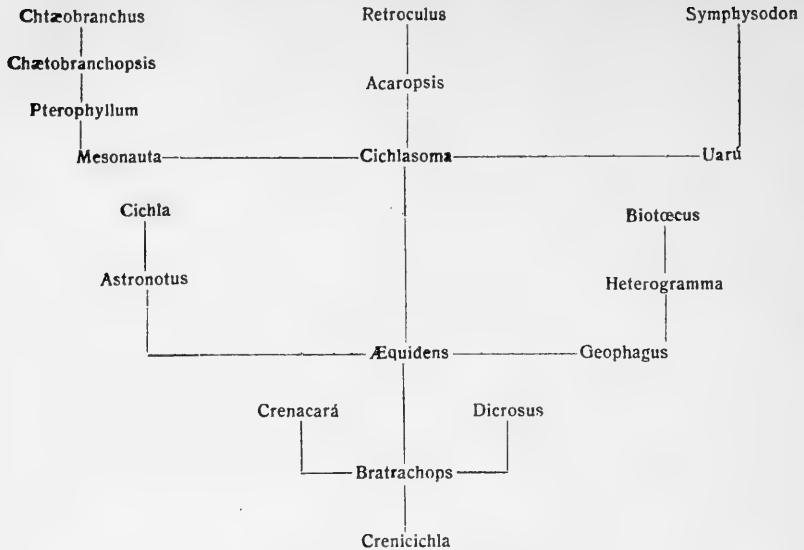 Chtæobranchus Retroculus Symphysodon
Chætobranchopsis
Acaropsis
Pterophyllum
Mesonauta Cichlasoma Uarú
Cichla Biotœcus
Astronotus Heterogramma
Æquidens Geophagus
Crenacará Dicrosus
Bratrachops
Crenicichla